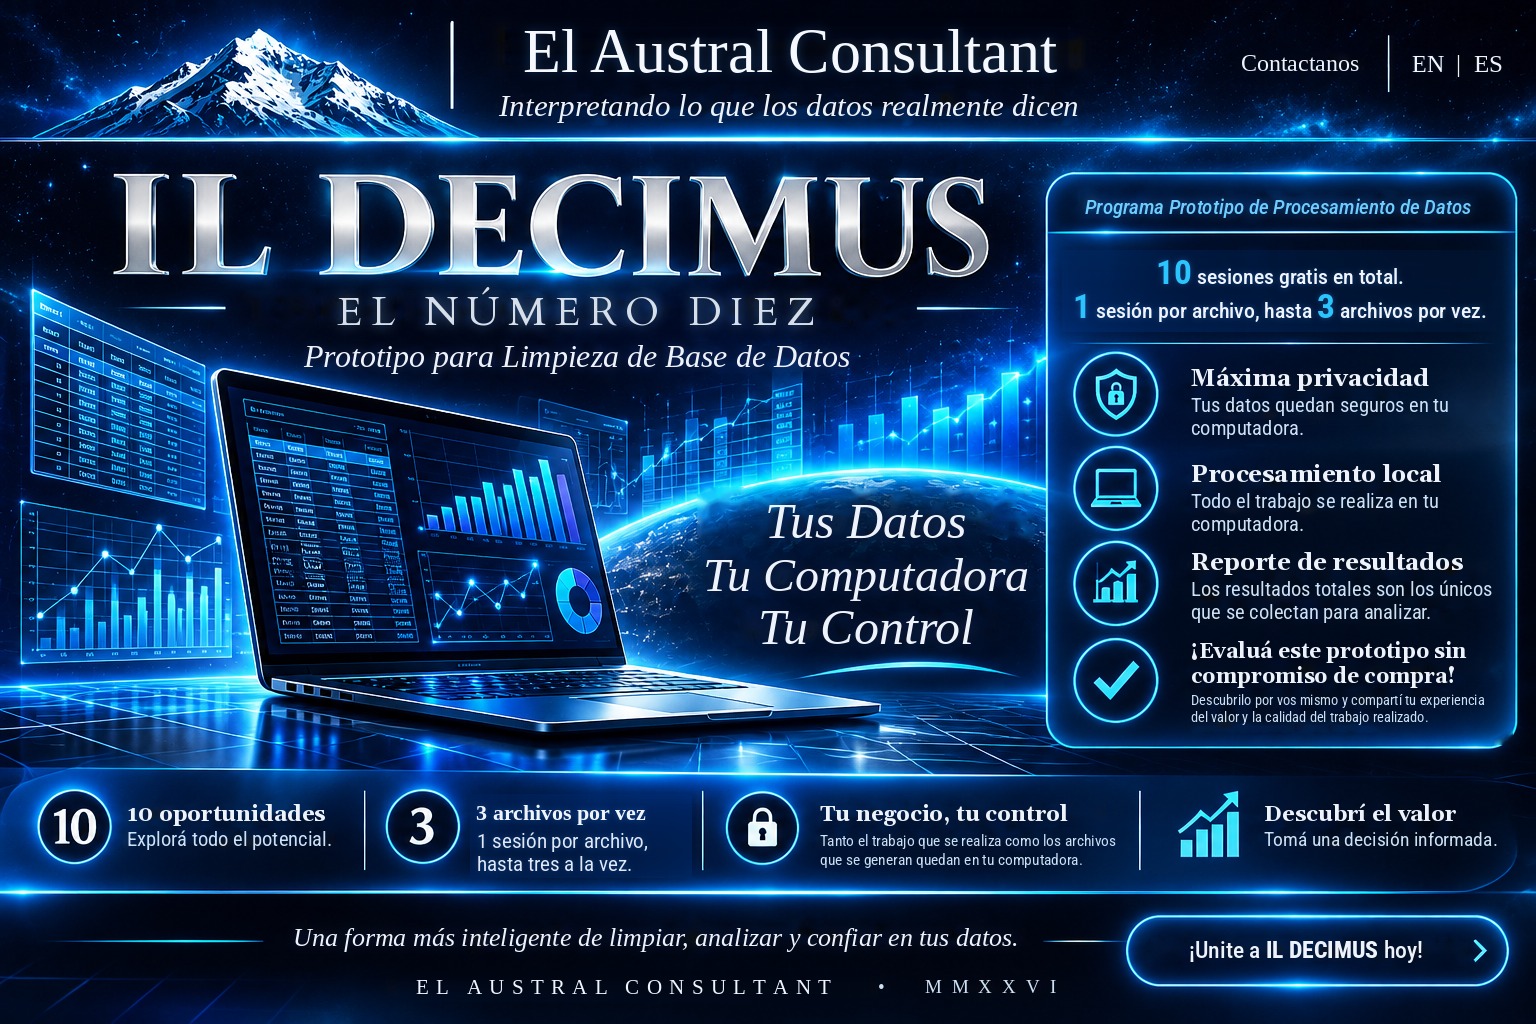 El Austral Consultant
Interpretando lo que los datos realmente dicen
Contactanos
EN | ES
IL DECIMUS
EL NÚMERO DIEZ
Prototipo para Limpieza de Base de Datos
Tus Datos
Tu Computadora
Tu Control
Programa Prototipo de Procesamiento de Datos
10 sesiones gratis en total.
1 sesión por archivo, hasta 3 archivos por vez.
Máxima privacidad
Tus datos quedan seguros en tu
computadora.
Procesamiento local
Todo el trabajo se realiza en tu
computadora.
Reporte de resultados
Los resultados totales son los únicos
que se colectan para analizar.
¡Evaluá este prototipo sin
compromiso de compra!
Descubrilo por vos mismo y compartí tu experiencia
del valor y la calidad del trabajo realizado.
10
10 oportunidades
Explorá todo el potencial.
3
3 archivos por vez
1 sesión por archivo,
hasta tres a la vez.
Tu negocio, tu control
Tanto el trabajo que se realiza como los archivos
que se generan quedan en tu computadora.
Descubrí el valor
Tomá una decisión informada.
Una forma más inteligente de limpiar, analizar y confiar en tus datos.
¡Unite a IL DECIMUS hoy!
EL AUSTRAL CONSULTANT • MMXXVI